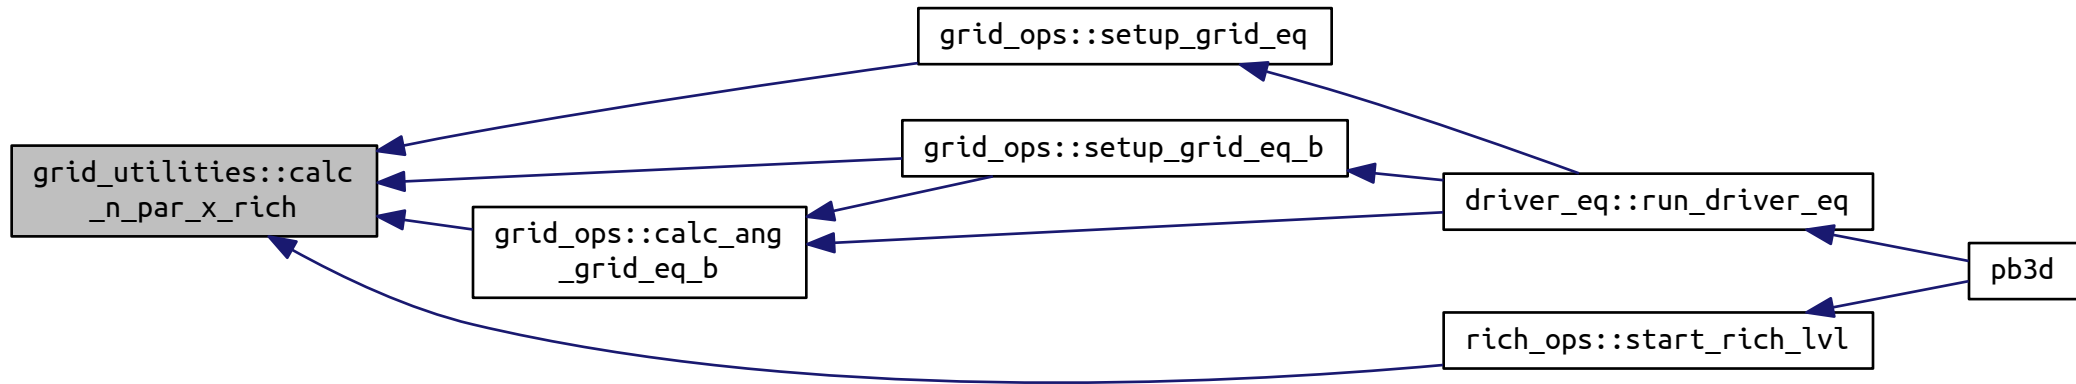 grid_ops::setup_grid_eq
grid_ops::setup_grid_eq_b
grid_utilities::calc
_n_par_x_rich
driver_eq::run_driver_eq
grid_ops::calc_ang
_grid_eq_b
pb3d
rich_ops::start_rich_lvl